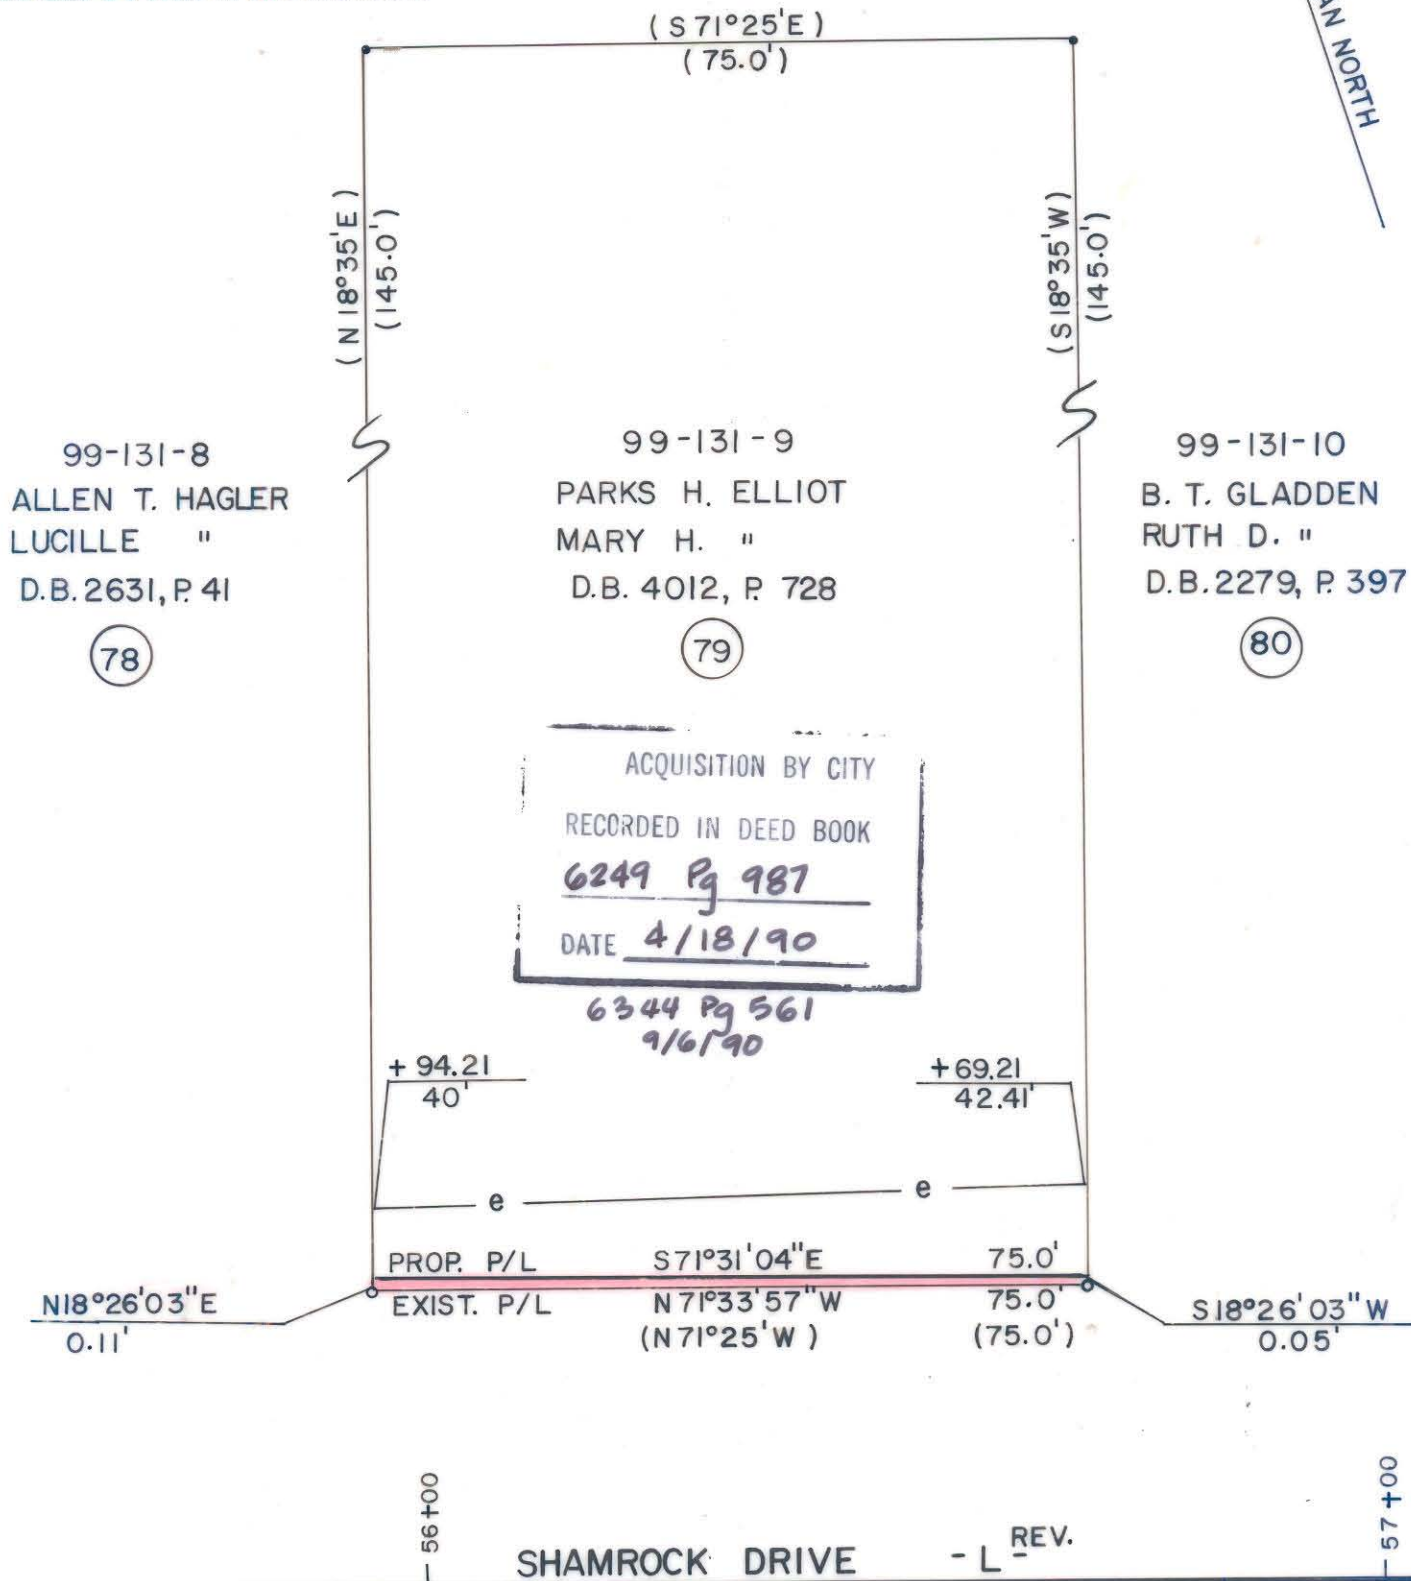 ( S 71°25'E )
( 75.0' )
AN NORTH
( N 18°35'E )
(145.0')
( S 18°35'W )
(145.0')
99-131-8
ALLEN T. HAGLER
LUCILLE "
D.B. 2631, P. 41
78
99-131-9
PARKS H. ELLIOT
MARY H. "
D.B. 4012, P. 728
79
99-131-10
B. T. GLADDEN
RUTH D. "
D.B. 2279, P. 397
80
ACQUISITION BY CITY
RECORDED IN DEED BOOK
6249 Pg 987
DATE 4/18/90
6344 Pg 561
9/6/90
+ 94.21
40'
+ 69.21
42.41'
e e
PROP. P/L S71°31'04"E 75.0'
EXIST. P/L N71°33'57"W 75.0'
(N71°25'W) (75.0')
N18°26'03"E
0.11'
S18°26'03"W
0.05'
56+00
57+00
SHAMROCK DRIVE - L - REV.